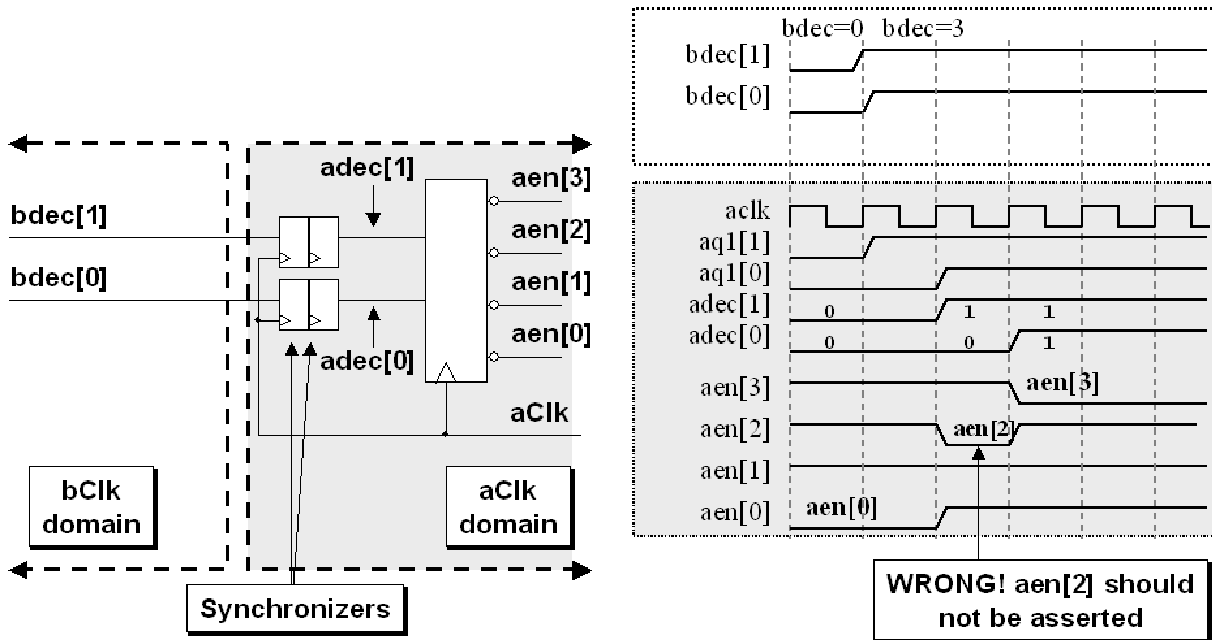 adec[1]
aen[3]
bdec[1]
aen[2]
bdec[0]
aen[1]
adec[0]
aen[0]
aClk
bClk
domain
aClk
domain
Synchronizers
bdec=0 bdec=3
bdec[1]
bdec[0]
aclk
aq1[1]
aq1[0]
adec[1] 0 1 1
adec[0] 0 0 1
aen[3] aen[3]
aen[2] aen[2]
aen[1]
aen[0] aen[0]
WRONG! aen[2] should
not be asserted